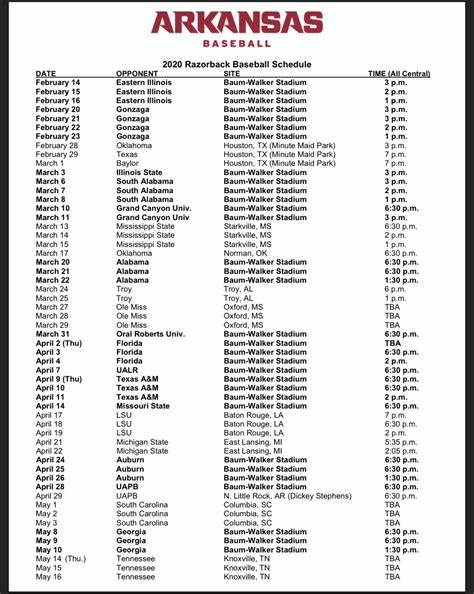 ARKANSAS
BASEBALL
2020 Razorback Baseball Schedule
DATE OPPONENT SITE TIME (All Central)
February 14 Eastern Illinois Baum-Walker Stadium 3 p.m.
February 15 Eastern Illinois Baum-Walker Stadium 2 p.m.
February 16 Eastern Illinois Baum-Walker Stadium 1 p.m.
February 20 Gonzaga Baum-Walker Stadium 3 p.m.
February 21 Gonzaga Baum-Walker Stadium 3 p.m.
February 22 Gonzaga Baum-Walker Stadium 2 p.m.
February 23 Gonzaga Baum-Walker Stadium 1 p.m.
February 28 Oklahoma Houston, TX (Minute Maid Park) 3 p.m.
February 29 Texas Houston, TX (Minute Maid Park) 7 p.m.
March 1 Baylor Houston, TX (Minute Maid Park) 7 p.m.
March 3 Illinois State Baum-Walker Stadium 3 p.m.
March 6 South Alabama Baum-Walker Stadium 3 p.m.
March 7 South Alabama Baum-Walker Stadium 2 p.m.
March 8 South Alabama Baum-Walker Stadium 1 p.m.
March 10 Grand Canyon Univ. Baum-Walker Stadium 6:30 p.m.
March 11 Grand Canyon Univ. Baum-Walker Stadium 3 p.m.
March 13 Mississippi State Starkville, MS 6:30 p.m.
March 14 Mississippi State Starkville, MS 2 p.m.
March 15 Mississippi State Starkville, MS 1 p.m.
March 17 Oklahoma Norman, OK 6:30 p.m.
March 20 Alabama Baum-Walker Stadium 6:30 p.m.
March 21 Alabama Baum-Walker Stadium 6:30 p.m.
March 22 Alabama Baum-Walker Stadium 1:30 p.m.
March 24 Troy Troy, AL 6 p.m.
March 25 Troy Troy, AL 1 p.m.
March 27 Ole Miss Oxford, MS TBA
March 28 Ole Miss Oxford, MS TBA
March 29 Ole Miss Oxford, MS TBA
March 31 Oral Roberts Univ. Baum-Walker Stadium 6:30 p.m.
April 2 (Thu) Florida Baum-Walker Stadium TBA
April 3 Florida Baum-Walker Stadium 6:30 p.m.
April 4 Florida Baum-Walker Stadium 2 p.m.
April 7 UALR Baum-Walker Stadium 6:30 p.m.
April 9 (Thu) Texas A&M Baum-Walker Stadium TBA
April 10 Texas A&M Baum-Walker Stadium 6:30 p.m.
April 11 Texas A&M Baum-Walker Stadium 2 p.m.
April 14 Missouri State Baum-Walker Stadium 6:30 p.m.
April 17 LSU Baton Rouge, LA 7 p.m.
April 18 LSU Baton Rouge, LA 6:30 p.m.
April 19 LSU Baton Rouge, LA 2 p.m.
April 21 Michigan State East Lansing, MI 5:35 p.m.
April 22 Michigan State East Lansing, MI 5:05 p.m.
April 24 Auburn Baum-Walker Stadium 6:30 p.m.
April 25 Auburn Baum-Walker Stadium 6:30 p.m.
April 26 Auburn Baum-Walker Stadium 1:30 p.m.
April 28 UAPB Baum-Walker Stadium 6:30 p.m.
April 29 UAPB N. Little Rock, AR (Dickey Stephens) 6:30 p.m.
May 1 South Carolina Columbia, SC TBA
May 2 South Carolina Columbia, SC TBA
May 3 South Carolina Columbia, SC TBA
May 8 Georgia Baum-Walker Stadium 6:30 p.m.
May 9 Georgia Baum-Walker Stadium 6:30 p.m.
May 10 Georgia Baum-Walker Stadium 1:30 p.m.
May 14 (Thu.) Tennessee Knoxville, TN TBA
May 15 Tennessee Knoxville, TN TBA
May 16 Tennessee Knoxville, TN TBA